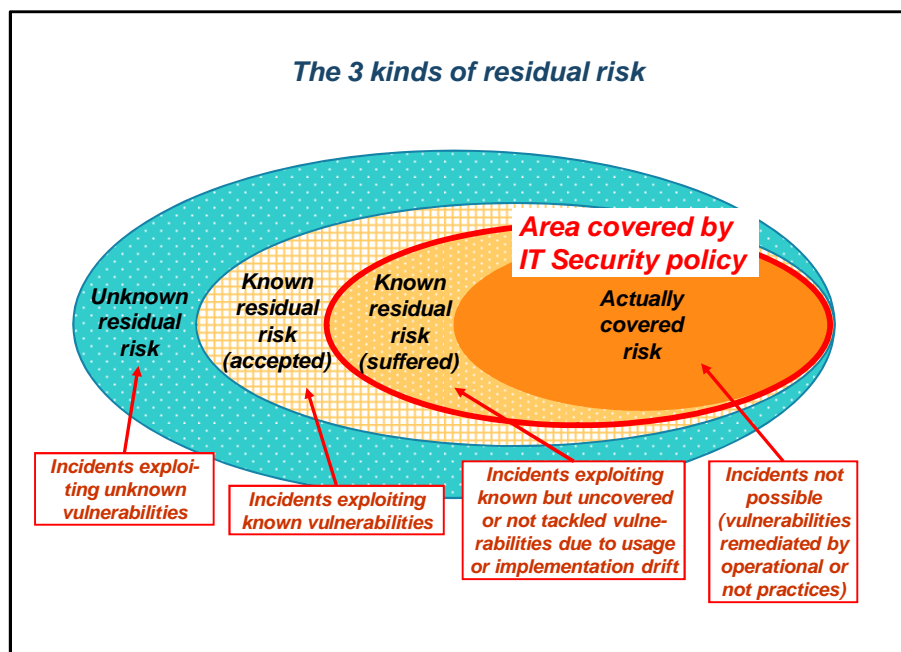 The 3 kinds of residual risk
Area covered by
IT Security policy
Unknown
residual
risk
Known
residual
risk
(accepted)
Known
residual
risk
(suffered)
Actually
covered
risk
Incidents exploi-
ting unknown
vulnerabilities
Incidents exploiting
known vulnerabilities
Incidents exploiting
known but uncovered
or not tackled vulne-
rabilities due to usage
or implementation drift
Incidents not
possible
(vulnerabilities
remediated by
operational or
not practices)